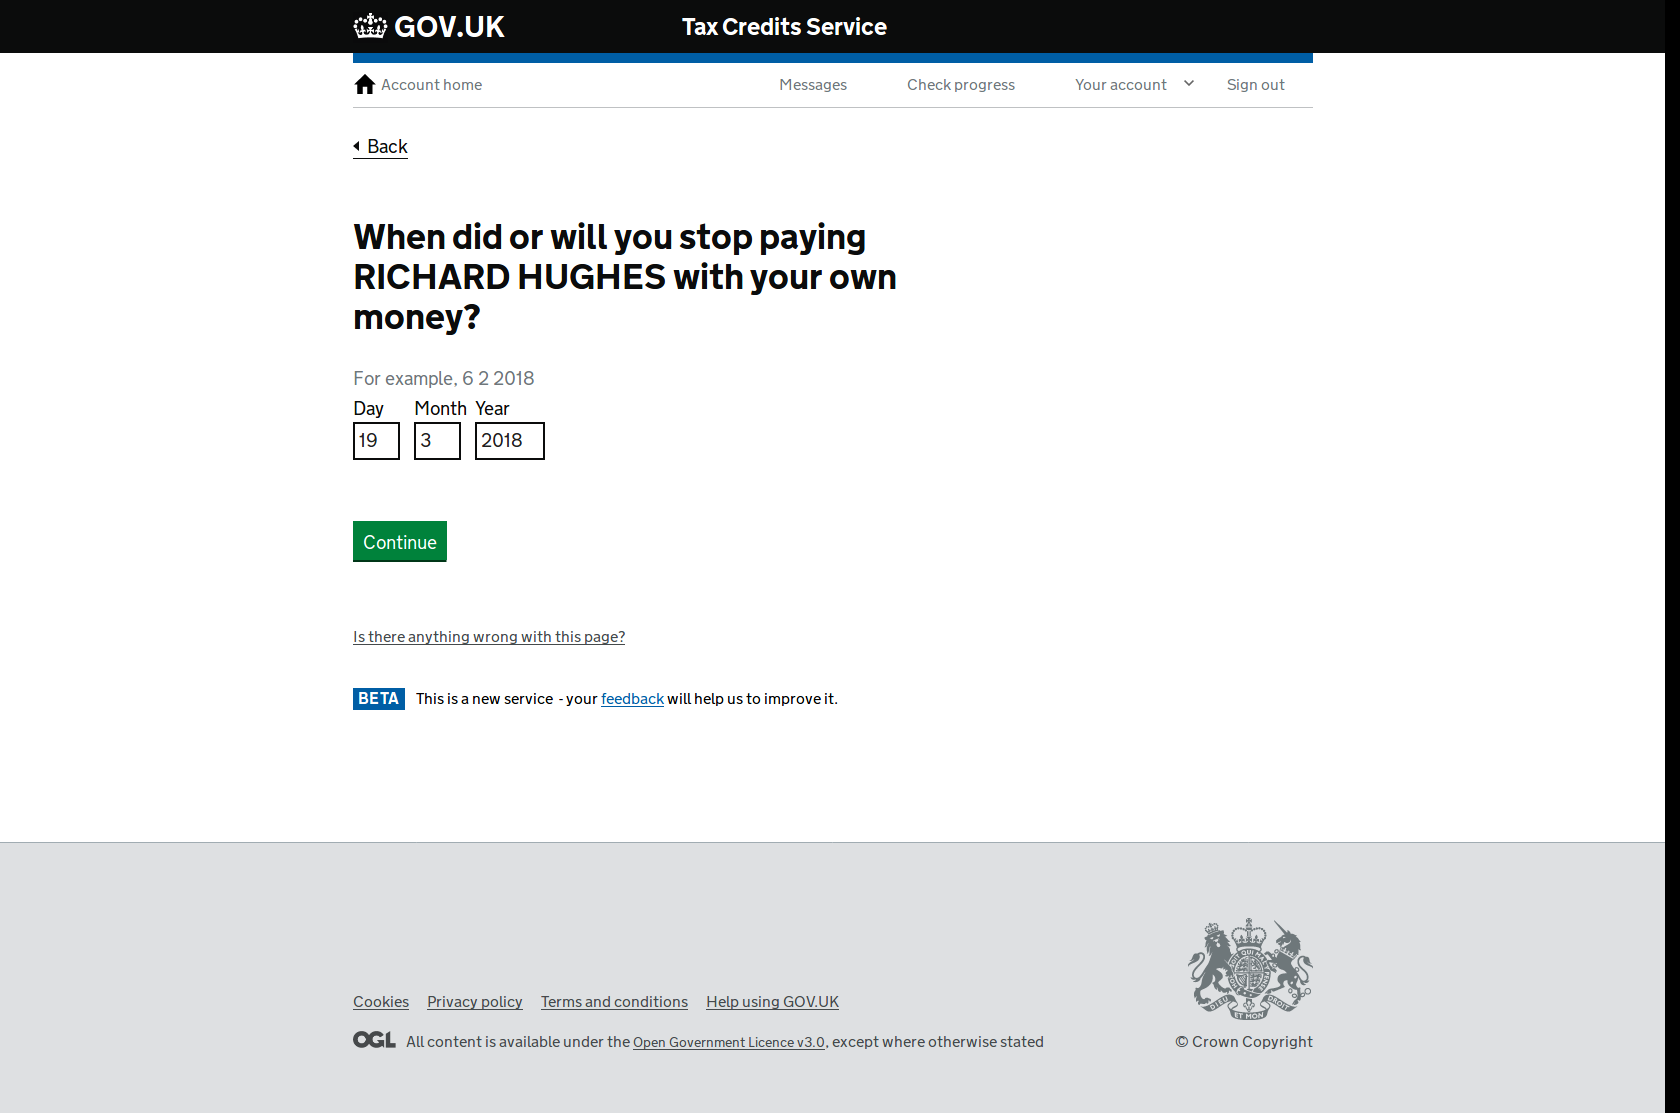 GOV.UK
Tax Credits Service
Account home
Messages
Check progress
Your account
Sign out
Back
When did or will you stop paying
RICHARD HUGHES with your own
money?
For example, 6 2 2018
Day Month Year
19 3 2018
Continue
Is there anything wrong with this page?
BETA This is a new service - your feedback will help us to improve it.
Cookies Privacy policy Terms and conditions Help using GOV.UK
OGL All content is available under the Open Government Licence v3.0, except where otherwise stated
© Crown Copyright